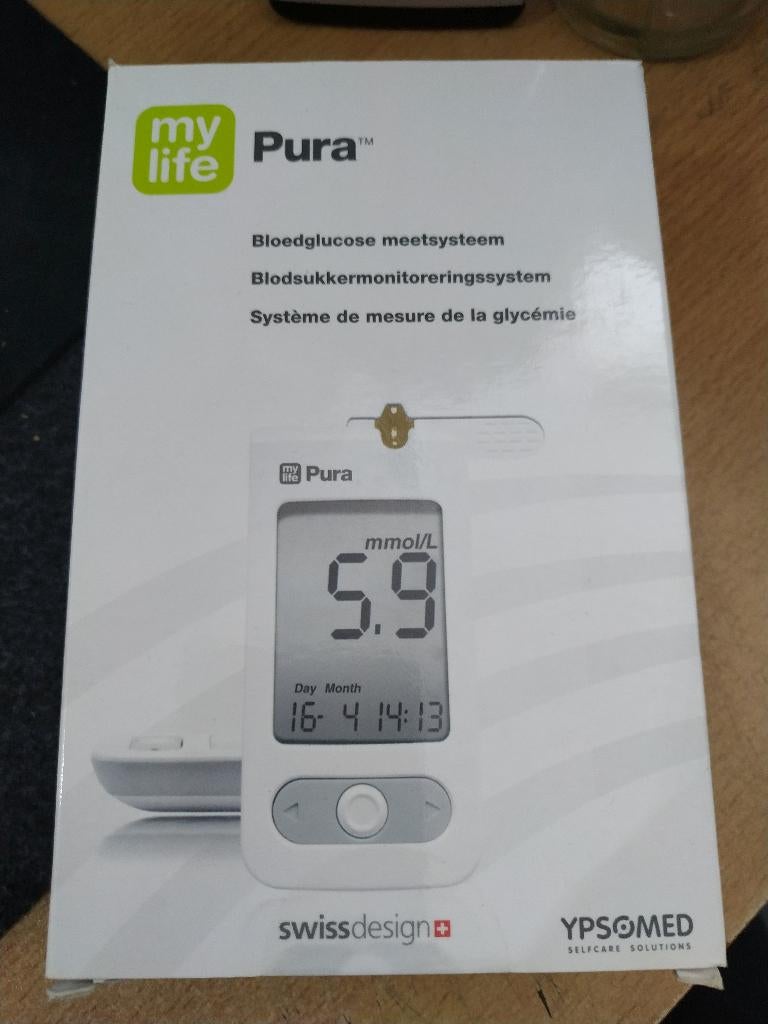 my
life
Pura™
Bloedglucose meetsysteem
Blodsukkermonitoreringssystem
Système de mesure de la glycémie
my
life
Pura
mmol/L
5.9
Day Month
16- 4 14:13
swissdesign
YPSOMED
SELFCARE SOLUTIONS